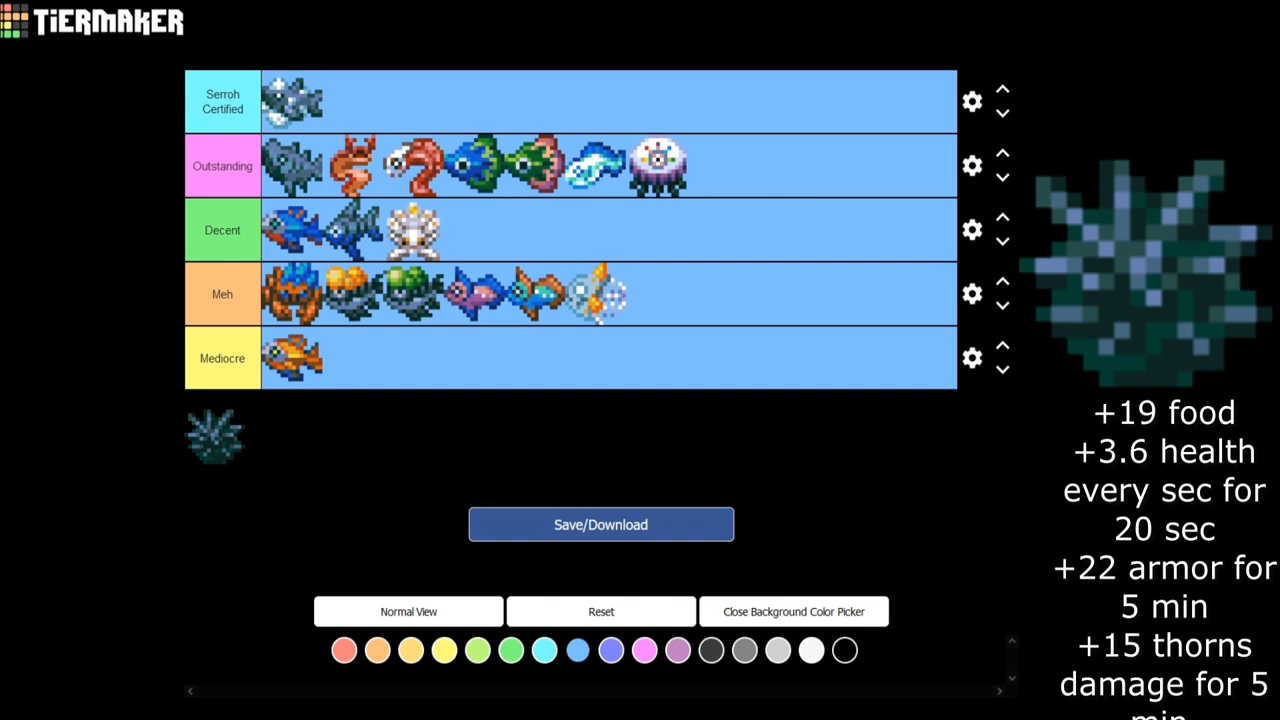 TiERMAKER
Serroh
Certified
Outstanding
Decent
Meh
Mediocre
+19 food
+3.6 health
every sec for
20 sec
+22 armor for
5 min
+15 thorns
damage for 5
min
Save/Download
Normal View
Reset
Close Background Color Picker